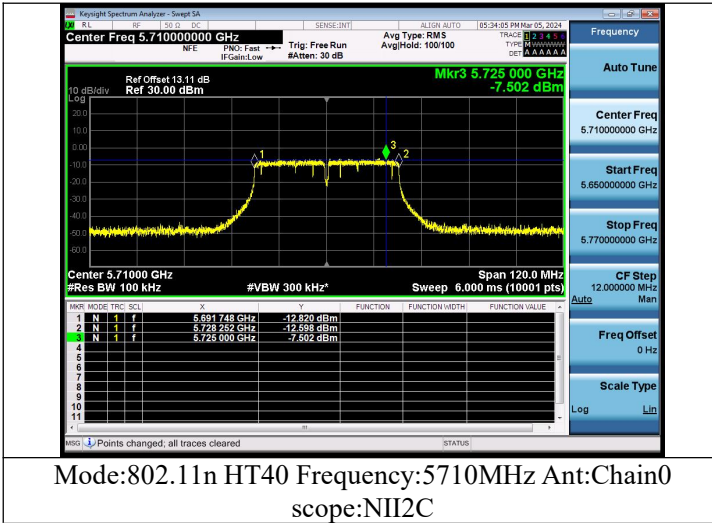 Keysight Spectrum Analyzer - Swept SA
RL RF 50 Ω DC SENSE:INT ALIGN AUTO 05:34:05 PM Mar 05, 2024
Center Freq 5.710000000 GHz
NFE PNO: Fast IFGain:Low
Trig: Free Run #Atten: 30 dB
Avg Type: RMS Avg|Hold: 100/100
TRACE 1 2 3 4 5 6
TYPE M W W W W W
DET A A A A A A
Ref Offset 13.11 dB
10 dB/div Ref 30.00 dBm
Log
Mkr3 5.725 000 GHz
-7.502 dBm
20.0
10.0
0.00
-10.0
-20.0
-30.0
-40.0
-50.0
-60.0
1
2
3
Center 5.71000 GHz Span 120.0 MHz
#Res BW 100 kHz #VBW 300 kHz* Sweep 6.000 ms (10001 pts)
MKR MODE TRC SCL X Y FUNCTION FUNCTION WIDTH FUNCTION VALUE
1 N 1 f 5.691 748 GHz -12.820 dBm
2 N 1 f 5.728 252 GHz -12.598 dBm
3 N 1 f 5.725 000 GHz -7.502 dBm
4
5
6
7
8
9
10
11
MSG Points changed; all traces cleared STATUS
Frequency
Auto Tune
Center Freq
5.710000000 GHz
Start Freq
5.650000000 GHz
Stop Freq
5.770000000 GHz
CF Step
12.000000 MHz
Auto Man
Freq Offset
0 Hz
Scale Type
Log Lin
Mode:802.11n HT40 Frequency:5710MHz Ant:Chain0
scope:NII2C